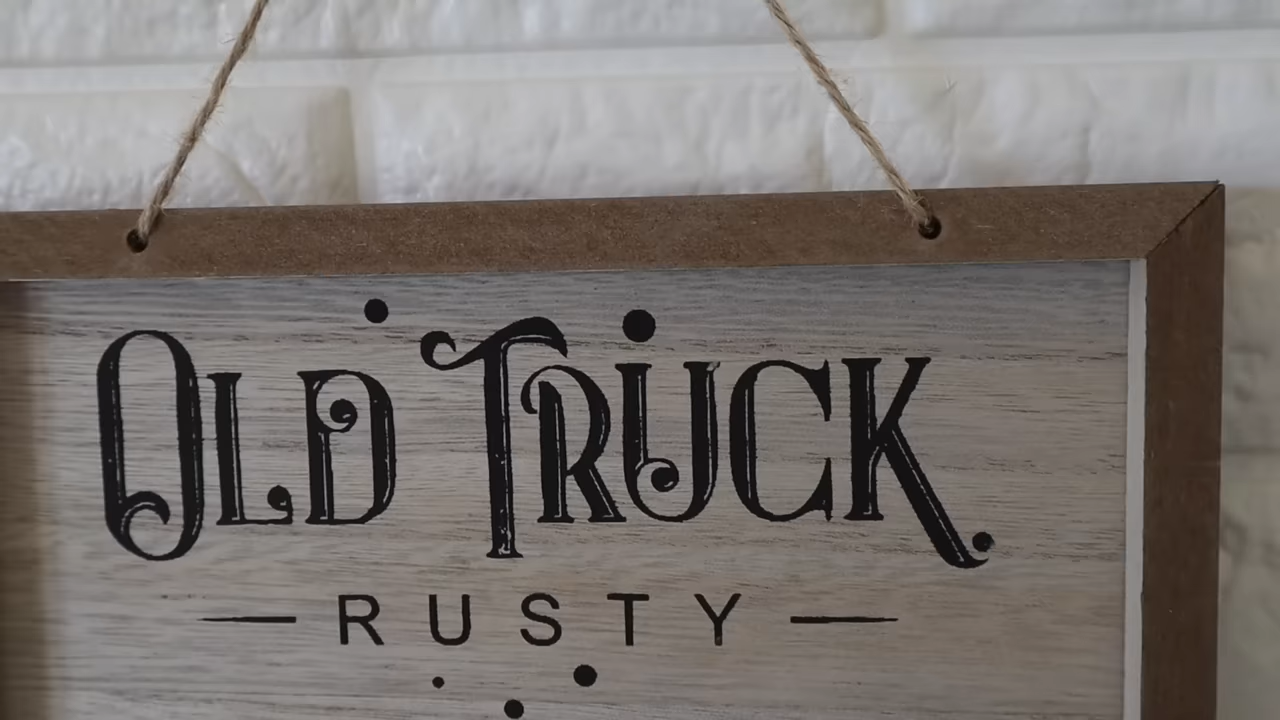 OLD TRUCK
— RUSTY —